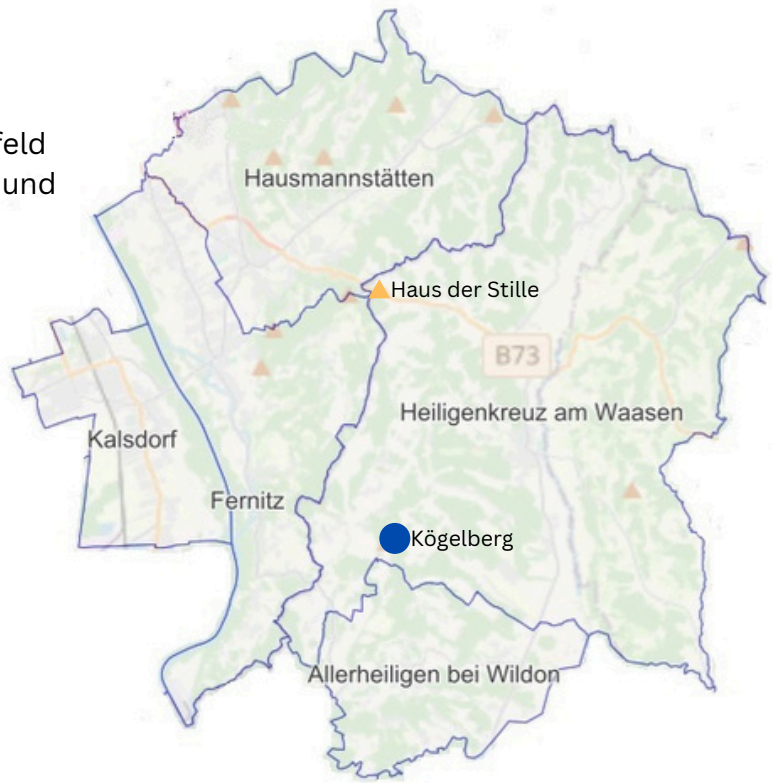 feld
und
Hausmannstätten
Haus der Stille
B73
Heiligenkreuz am Waasen
Kalsdorf
Fernitz
Kögelberg
Allerheiligen bei Wildon